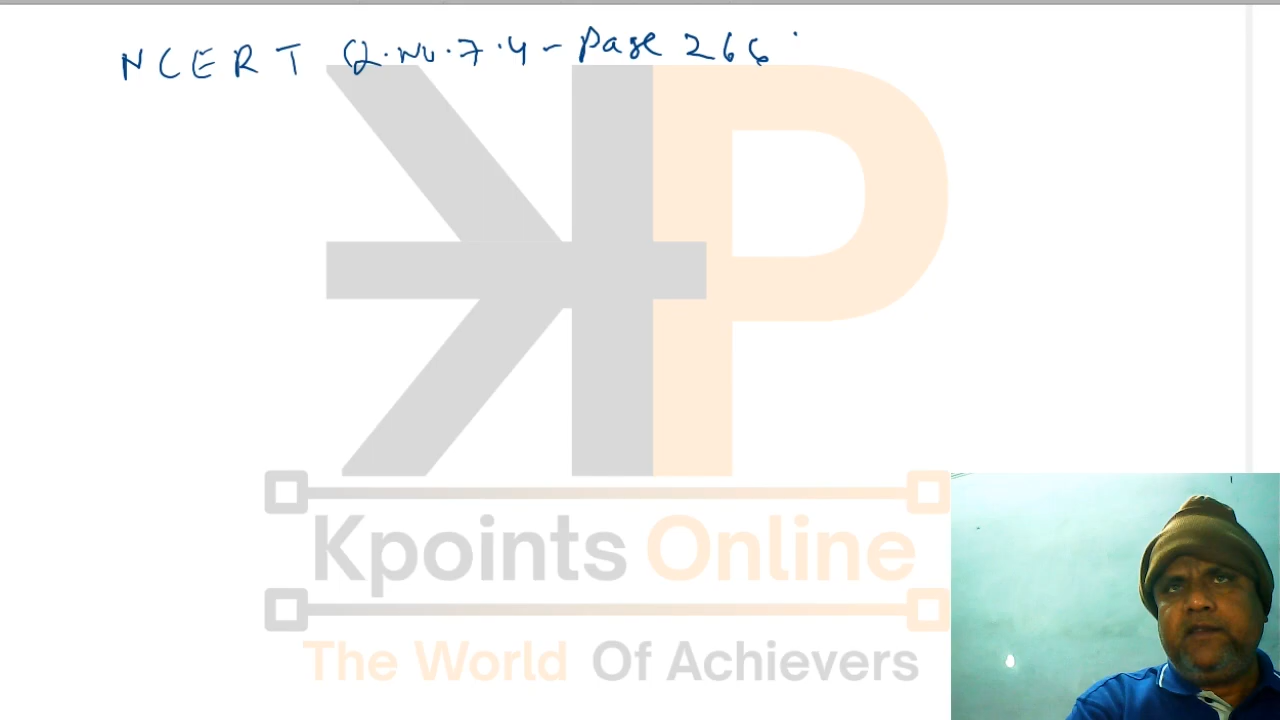 NCERT Q.No.7.4 - Page 266
Kpoints Online
The World Of Achievers